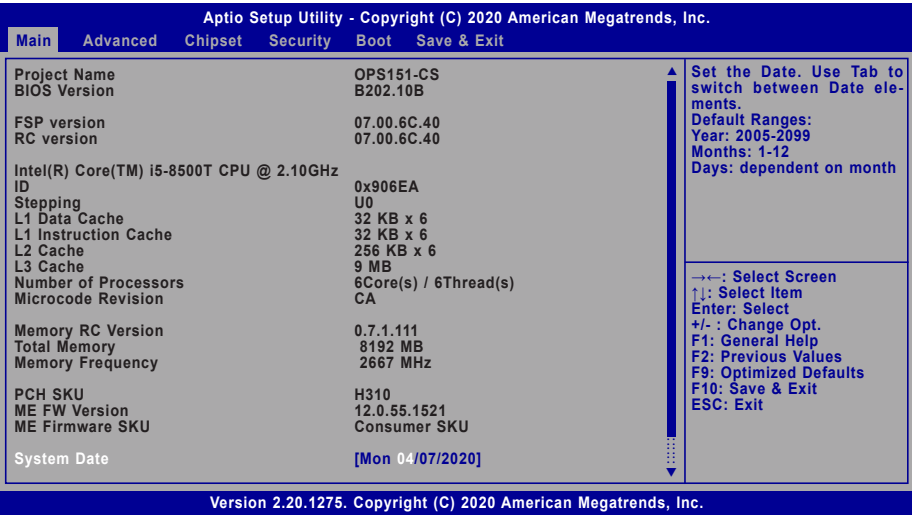 Aptio Setup Utility - Copyright (C) 2020 American Megatrends, Inc.
Main Advanced Chipset Security Boot Save & Exit
Project Name OPS151-CS
BIOS Version B202.10B
FSP version 07.00.6C.40
RC version 07.00.6C.40
Intel(R) Core(TM) i5-8500T CPU @ 2.10GHz
ID 0x906EA
Stepping U0
L1 Data Cache 32 KB x 6
L1 Instruction Cache 32 KB x 6
L2 Cache 256 KB x 6
L3 Cache 9 MB
Number of Processors 6Core(s) / 6Thread(s)
Microcode Revision CA
Memory RC Version 0.7.1.111
Total Memory 8192 MB
Memory Frequency 2667 MHz
PCH SKU H310
ME FW Version 12.0.55.1521
ME Firmware SKU Consumer SKU
System Date [Mon 04/07/2020]
Set the Date. Use Tab to
switch between Date ele-
ments.
Default Ranges:
Year: 2005-2099
Months: 1-12
Days: dependent on month
→←: Select Screen
↑↓: Select Item
Enter: Select
+/- : Change Opt.
F1: General Help
F2: Previous Values
F9: Optimized Defaults
F10: Save & Exit
ESC: Exit
Version 2.20.1275. Copyright (C) 2020 American Megatrends, Inc.